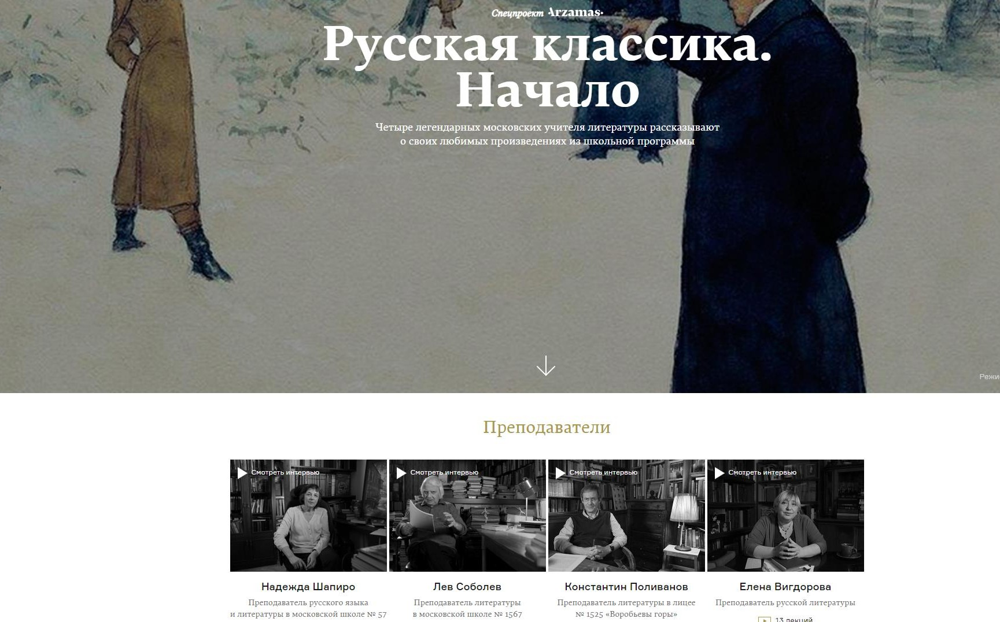 Спецпроект Arzamas
Русская классика.
Начало
Четыре легендарных московских учителя литературы рассказывают
о своих любимых произведениях из школьной программы
Преподаватели
Смотреть интервью
Надежда Шапиро
Преподаватель русского языка
и литературы в московской школе № 57
Смотреть интервью
Лев Соболев
Преподаватель литературы
в московской школе № 1567
Смотреть интервью
Константин Поливанов
Преподаватель литературы в лицее
№ 1525 «Воробьевы горы»
Смотреть интервью
Елена Вигдорова
Преподаватель русской литературы
13 лекций